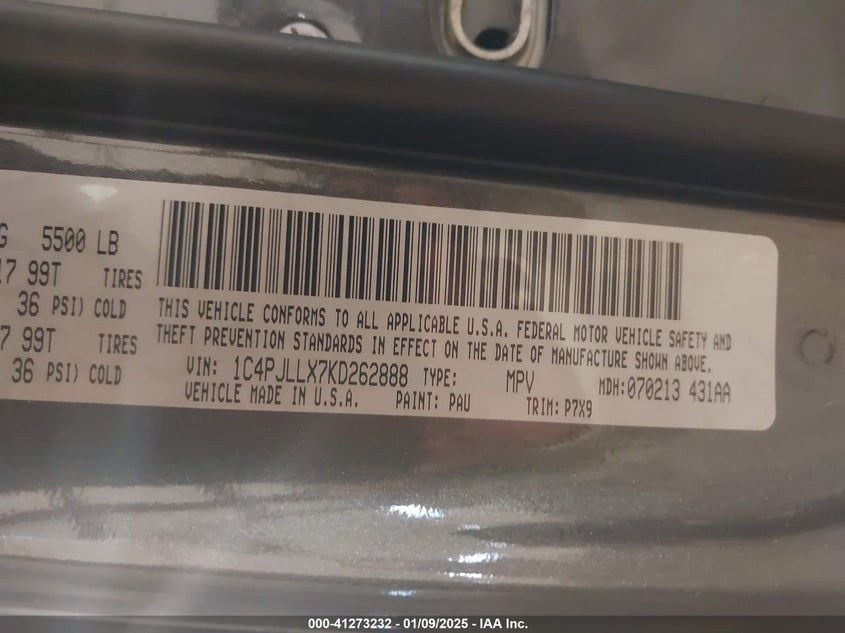 G 5500 LB
17 99T TIRES
36 PSI) COLD
7 99T TIRES
36 PSI) COLD
THIS VEHICLE CONFORMS TO ALL APPLICABLE U.S.A. FEDERAL MOTOR VEHICLE SAFETY AND
THEFT PREVENTION STANDARDS IN EFFECT ON THE DATE OF MANUFACTURE SHOWN ABOVE.
VIN: 1C4PJLLX7KD262888 TYPE: MPV MDH:070213 431AA
VEHICLE MADE IN U.S.A. PAINT: PAU TRIM: P7X9
000-41273232 - 01/09/2025 - IAA Inc.